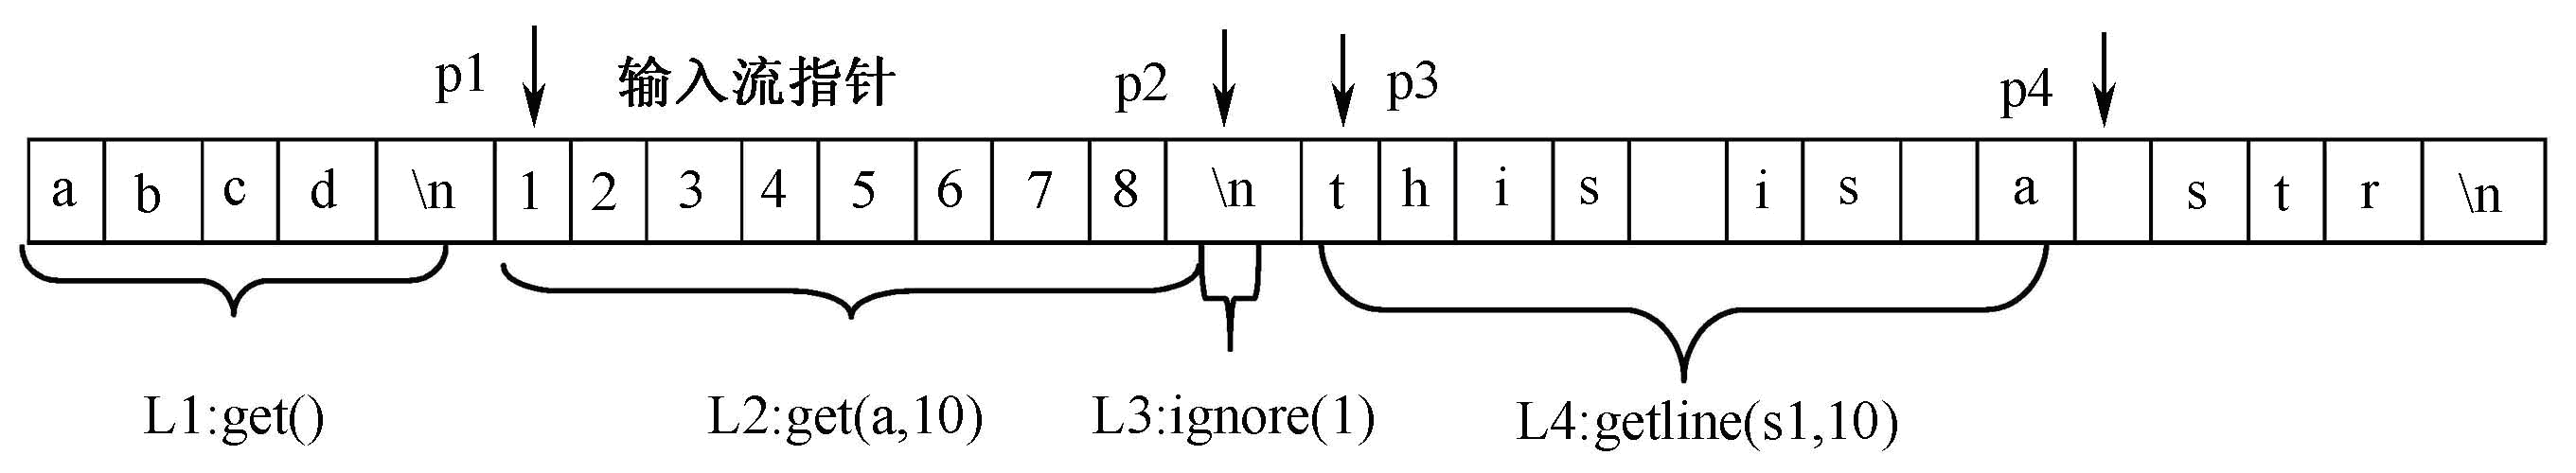 p1 输入流指针 p2 p3 p4
a b c d \n 1 2 3 4 5 6 7 8 \n t h i s i s a s t r \n
L1:get() L2:get(a,10) L3:ignore(1) L4:getline(s1,10)